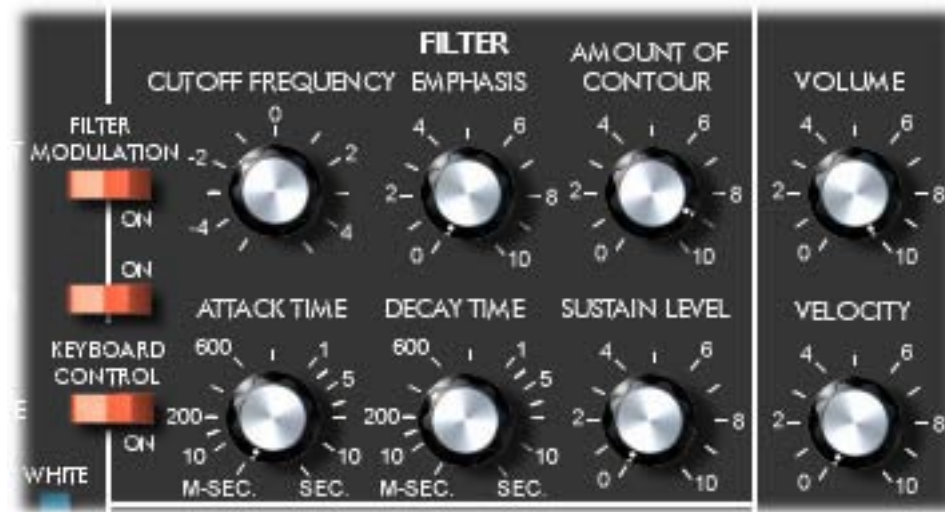 FILTER
AMOUNT OF
CUTOFF FREQUENCY EMPHASIS CONTOUR VOLUME
FILTER
MODULATION
ON
ON
KEYBOARD
CONTROL
ON
WHITE
0
-2 2
-4 4
4 6
2 8
0 10
4 6
2 8
0 10
4 6
2 8
0 10
ATTACK TIME DECAY TIME SUSTAIN LEVEL VELOCITY
600 1
5
200
10 10
M-SEC. SEC.
600 1
5
200
10 10
M-SEC. SEC.
4 6
2 8
0 10
4 6
2 8
0 10